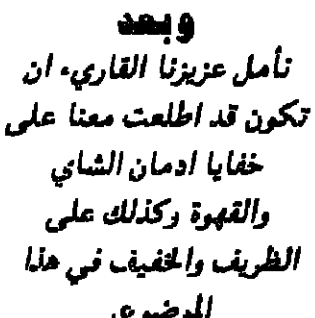 وبعد
نأمل عزيزنا القاريء ان
تكون قد اطلعت معنا على
خفايا ادمان الشاي
والقهوة وكذلك على
الظريف والخفيف في هذا
الموضوع